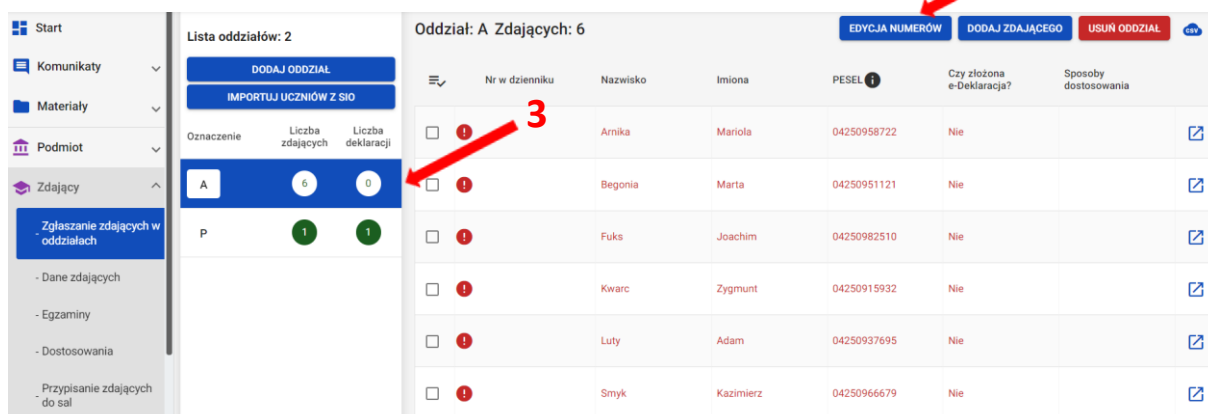 Start
Komunikaty
Materiały
Podmiot
Zdający
- Zgłaszanie zdających w
oddziałach
- Dane zdających
- Egzaminy
- Dostosowania
- Przypisanie zdających
do sal
Lista oddziałów: 2
DODAJ ODDZIAŁ
IMPORTUJ UCZNIÓW Z SIO
Oznaczenie Liczba zdających Liczba deklaracji
A 6 0
P 1 1
Oddział: A Zdających: 6
EDYCJA NUMERÓW DODAJ ZDAJĄCEGO USUŃ ODDZIAŁ CSV
Nr w dzienniku Nazwisko Imiona PESEL Czy złożona e-Deklaracja? Sposoby dostosowania
3
Arnika Mariola 04250958722 Nie
Begonia Marta 04250951121 Nie
Fuks Joachim 04250982510 Nie
Kwarc Zygmunt 04250915932 Nie
Luty Adam 04250937695 Nie
Smyk Kazimierz 04250966679 Nie